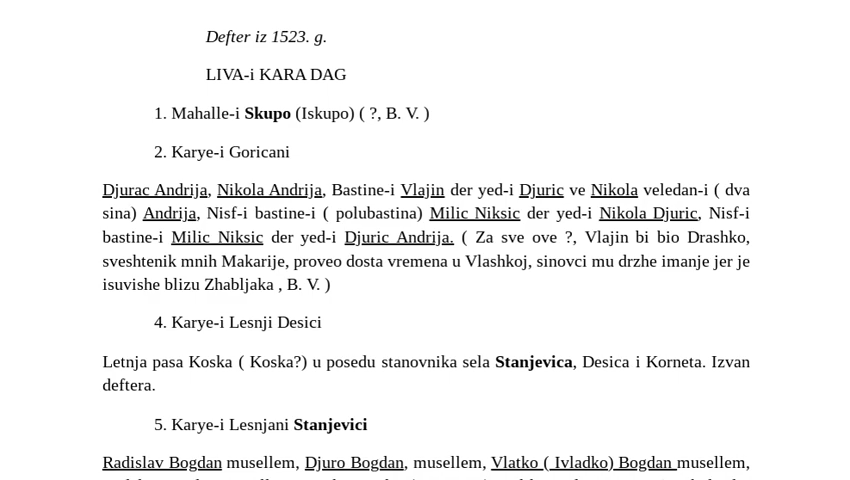 Defter iz 1523. g.
LIVA-i KARA DAG
1. Mahalle-i Skupo (Iskupo) ( ?, B. V. )
2. Karye-i Goricani
Djurac Andrija, Nikola Andrija, Bastine-i Vlajin der yed-i Djuric ve Nikola veledan-i ( dva
sina) Andrija, Nisf-i bastine-i ( polubastina) Milic Niksic der yed-i Nikola Djuric, Nisf-i
bastine-i Milic Niksic der yed-i Djuric Andrija. ( Za sve ove ?, Vlajin bi bio Drashko,
sveshtenik mnih Makarije, proveo dosta vremena u Vlashkoj, sinovci mu drzhe imanje jer je
isuvishe blizu Zhabljaka , B. V. )
4. Karye-i Lesnji Desici
Letnja pasa Koska ( Koska?) u posedu stanovnika sela Stanjevica, Desica i Korneta. Izvan
deftera.
5. Karye-i Lesnjani Stanjevici
Radislav Bogdan musellem, Djuro Bogdan, musellem, Vlatko ( Ivladko) Bogdan musellem,